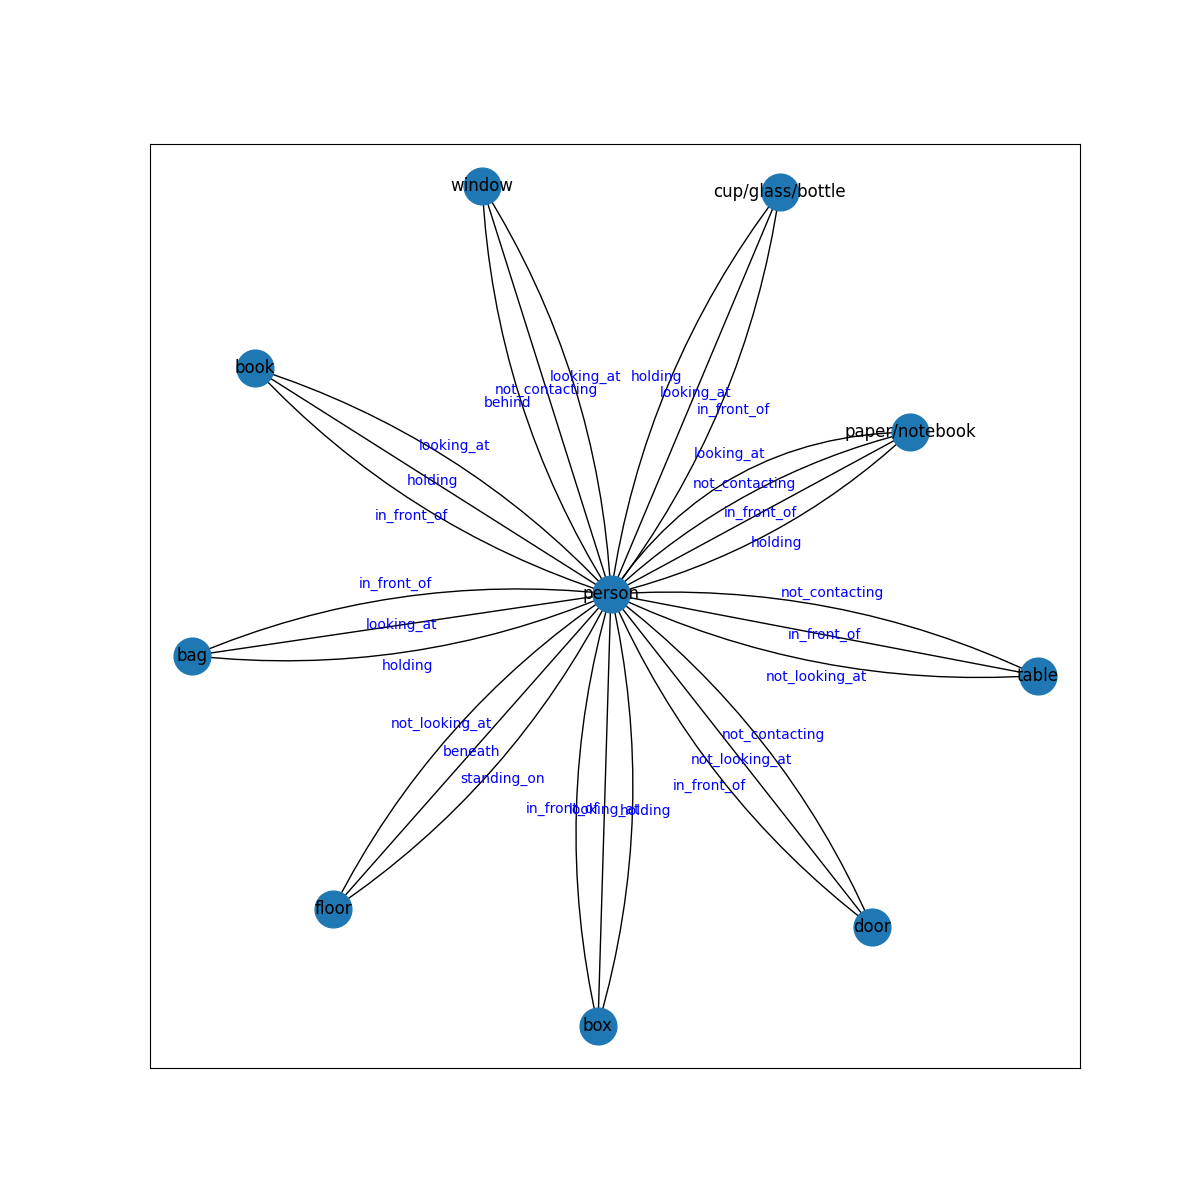 window
cup/glass/bottle
book
looking_at
holding
not_contacting
looking_at
behind
in_front_of
paper/notebook
looking_at
looking_at
holding
not_contacting
in_front_of
in_front_of
holding
in_front_of
person
not_contacting
looking_at
in_front_of
bag
holding
not_looking_at
table
not_looking_at
not_contacting
beneath
not_looking_at
standing_on
in_front_of
in_front_of
looking_at
holding
floor
door
box